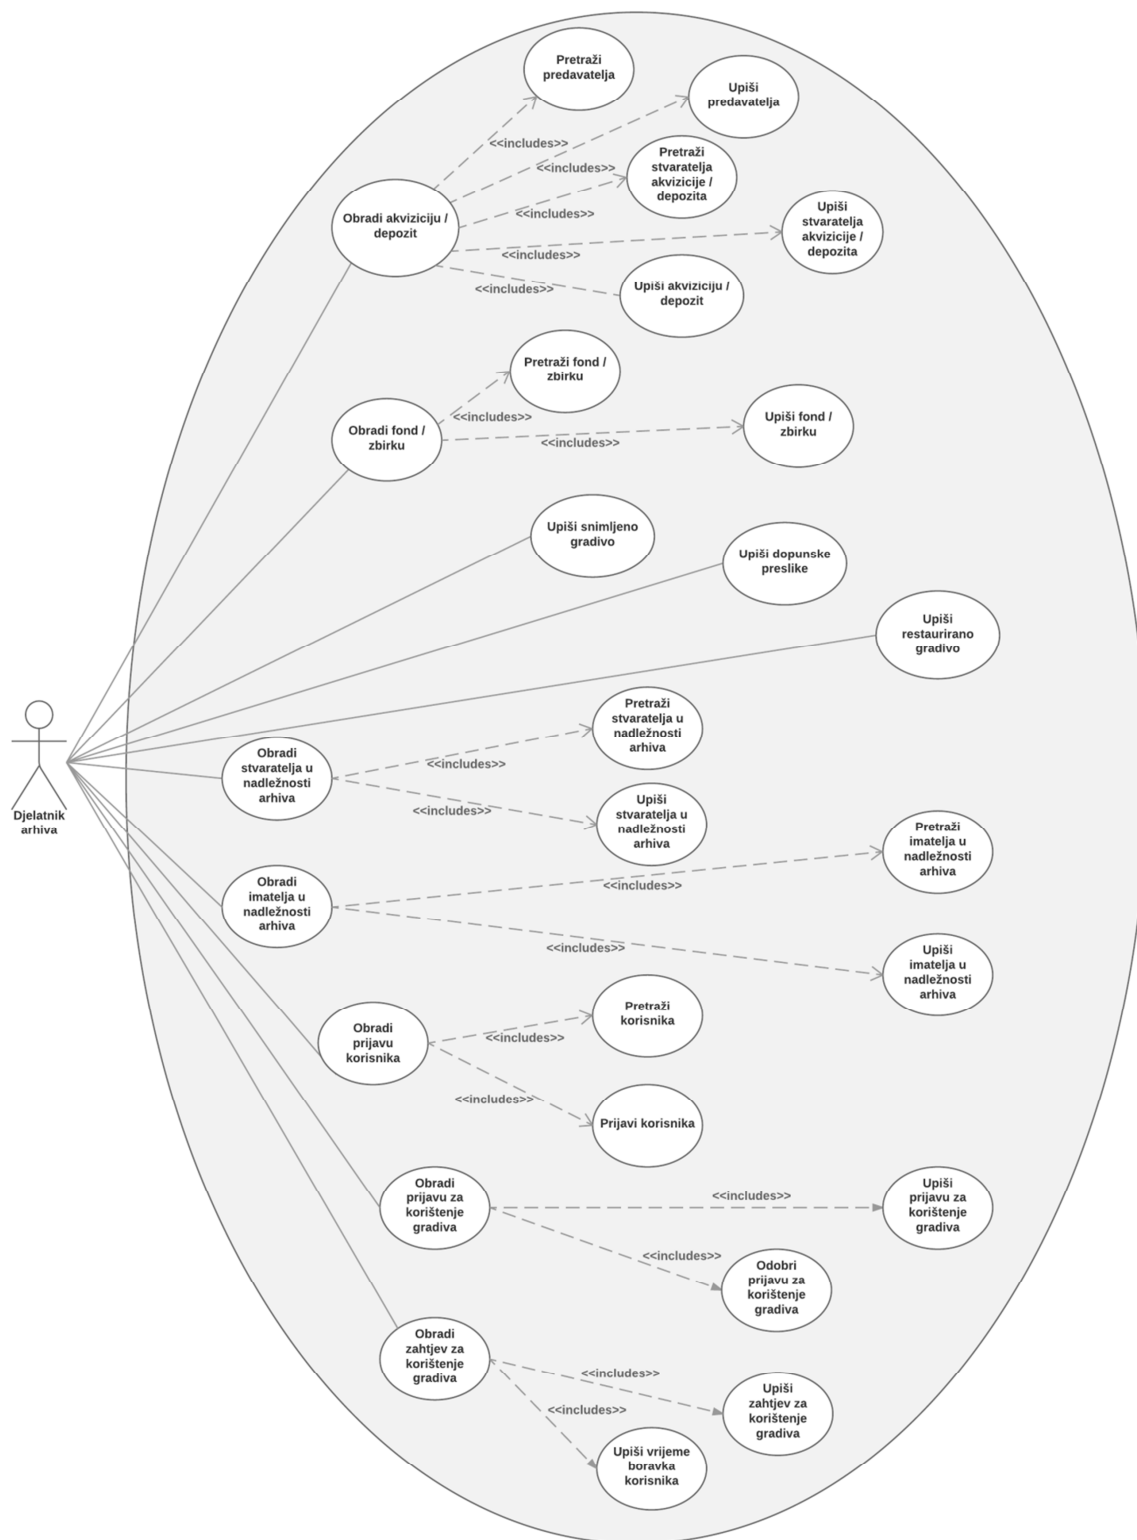 Pretraži
predavatelja
Upiši
predavatelja
<<includes>>
<<includes>>
Pretraži
stvaratelja
akvizicije /
depozita
<<includes>>
Obradi akviziciju /
depozit
Upiši
stvaratelja
akvizicije /
depozita
<<includes>>
<<includes>>
Upiši akviziciju /
depozit
Pretraži fond /
zbirku
<<includes>>
Obradi fond /
zbirku
<<includes>>
Upiši fond /
zbirku
Upiši snimljeno
gradivo
Upiši dopunske
preslike
Upiši
restaurirano
gradivo
Pretraži
stvaratelja u
nadležnosti
arhiva
Obradi
stvaratelja u
nadležnosti
arhiva
<<includes>>
<<includes>>
Upiši
stvaratelja u
nadležnosti
arhiva
Djelatnik
arhiva
Pretraži
imatelja u
nadležnosti
arhiva
Obradi
imatelja u
nadležnosti
arhiva
<<includes>>
<<includes>>
Upiši
imatelja u
nadležnosti
arhiva
Pretraži
korisnika
Obradi
prijavu
korisnika
<<includes>>
<<includes>>
Prijavi korisnika
Obradi
prijavu za
korištenje
gradiva
<<includes>>
Upiši
prijavu za
korištenje
gradiva
<<includes>>
Odobri
prijavu za
korištenje
gradiva
Obradi
zahtjev za
korištenje
gradiva
<<includes>>
<<includes>>
Upiši
zahtjev za
korištenje
gradiva
Upiši vrijeme
boravka
korisnika